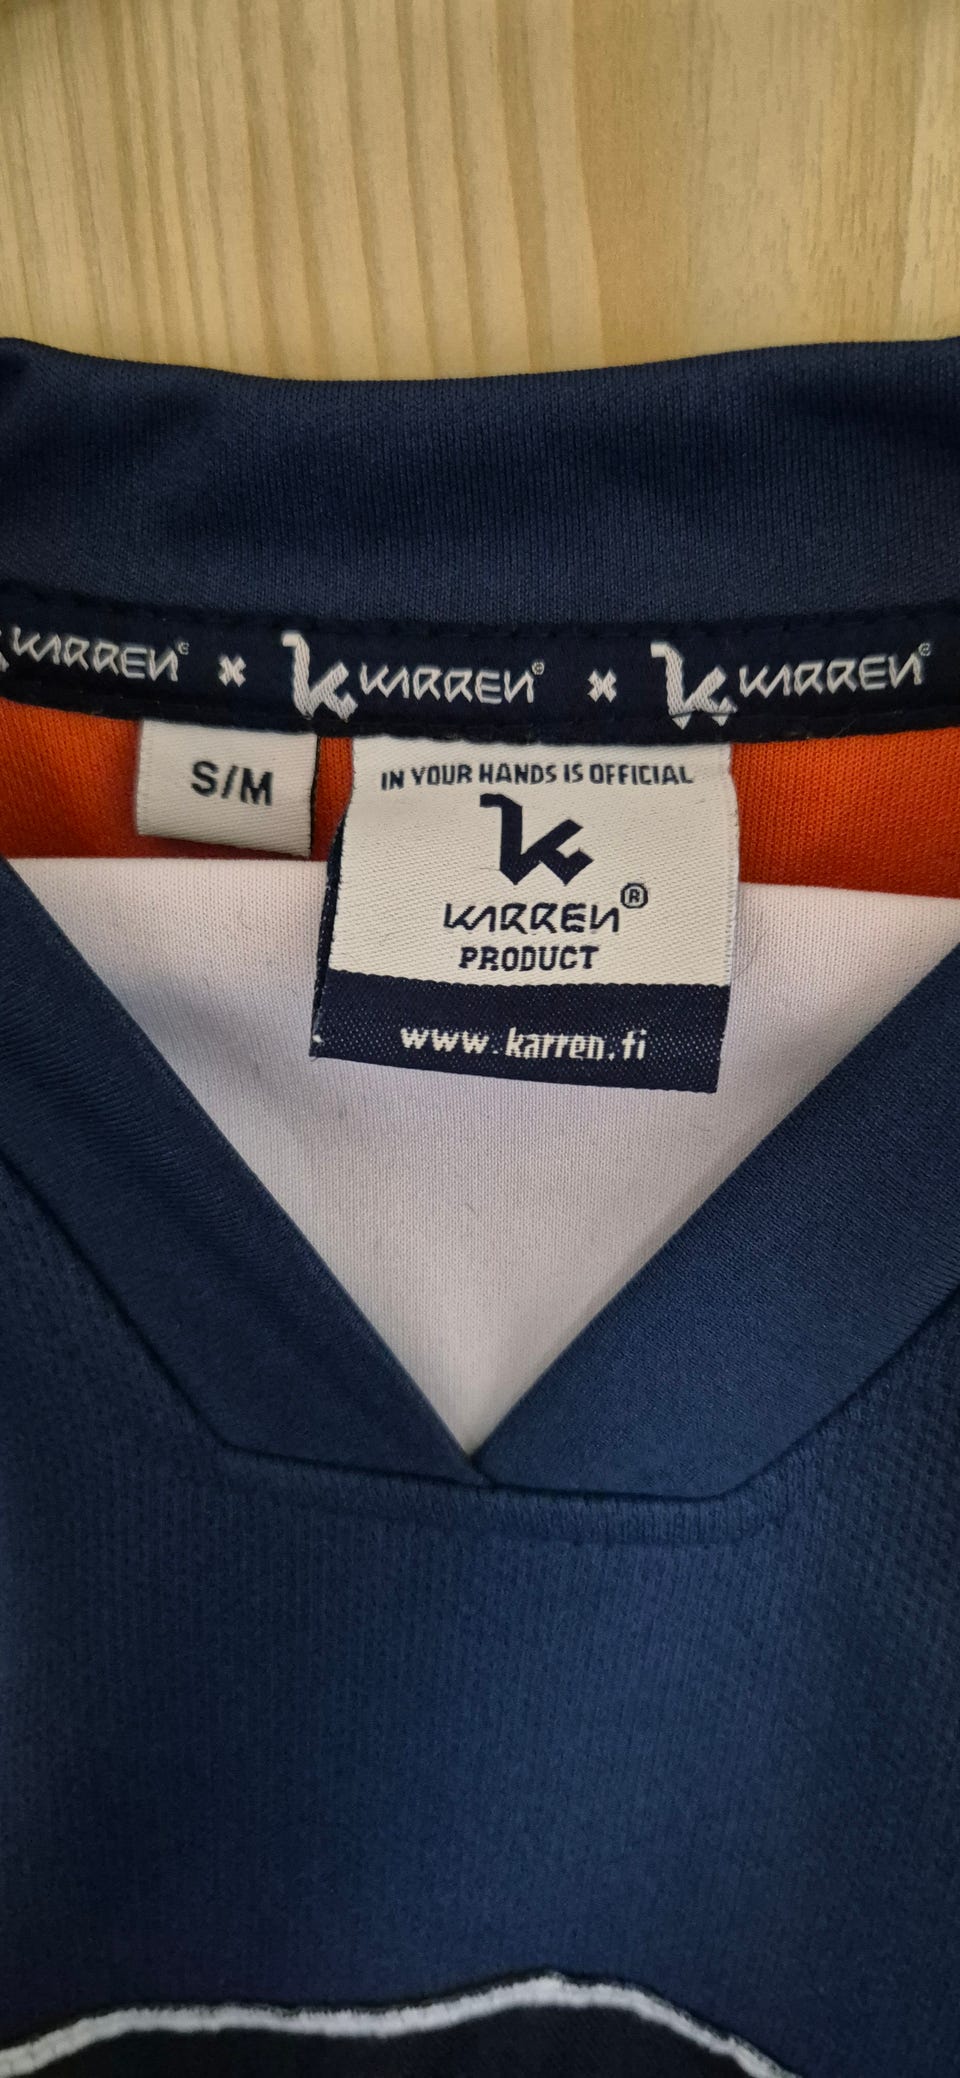 KARREN® × K KARREN® × K KARREN®
S/M
IN YOUR HANDS IS OFFICIAL
K
KARREN®
PRODUCT
www.karren.fi